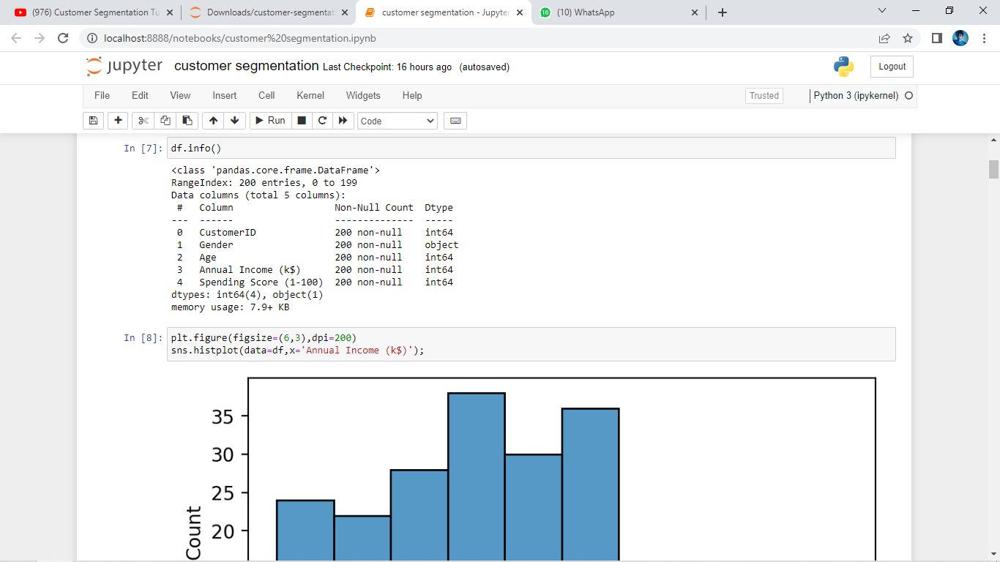 (976) Customer Segmentation Tu
Downloads/customer-segmentat
customer segmentation - Jupyte
10
(10) WhatsApp
localhost:8888/notebooks/customer%20segmentation.ipynb
jupyter customer segmentation Last Checkpoint: 16 hours ago (autosaved)
Logout
File Edit View Insert Cell Kernel Widgets Help
Trusted
Python 3 (ipykernel)
Run
Code
In [7]: df.info()
<class 'pandas.core.frame.DataFrame'>
RangeIndex: 200 entries, 0 to 199
Data columns (total 5 columns):
# Column Non-Null Count Dtype
--- ------ -------------- -----
0 CustomerID 200 non-null int64
1 Gender 200 non-null object
2 Age 200 non-null int64
3 Annual Income (k$) 200 non-null int64
4 Spending Score (1-100) 200 non-null int64
dtypes: int64(4), object(1)
memory usage: 7.9+ KB
In [8]: plt.figure(figsize=(6,3),dpi=200)
sns.histplot(data=df,x='Annual Income (k$)');
35
30
25
20
Count